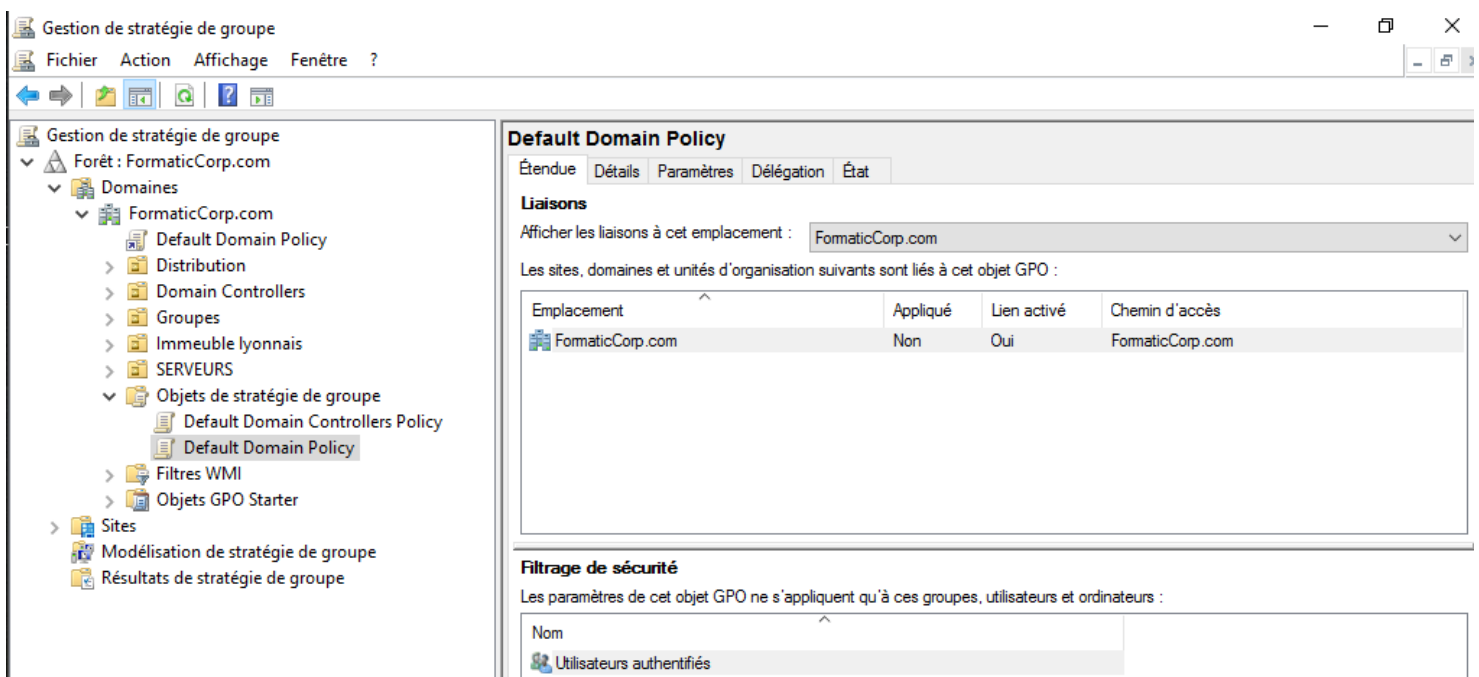 Gestion de stratégie de groupe
Fichier Action Affichage Fenêtre ?
Gestion de stratégie de groupe
Forêt : FormaticCorp.com
Domaines
FormaticCorp.com
Default Domain Policy
Distribution
Domain Controllers
Groupes
Immeuble lyonnais
SERVEURS
Objets de stratégie de groupe
Default Domain Controllers Policy
Default Domain Policy
Filtres WMI
Objets GPO Starter
Sites
Modélisation de stratégie de groupe
Résultats de stratégie de groupe
Default Domain Policy
Étendue Détails Paramètres Délégation État
Liaisons
Afficher les liaisons à cet emplacement : FormaticCorp.com
Les sites, domaines et unités d'organisation suivants sont liés à cet objet GPO :
Emplacement Appliqué Lien activé Chemin d'accès
FormaticCorp.com Non Oui FormaticCorp.com
Filtrage de sécurité
Les paramètres de cet objet GPO ne s'appliquent qu'à ces groupes, utilisateurs et ordinateurs :
Nom
Utilisateurs authentifiés